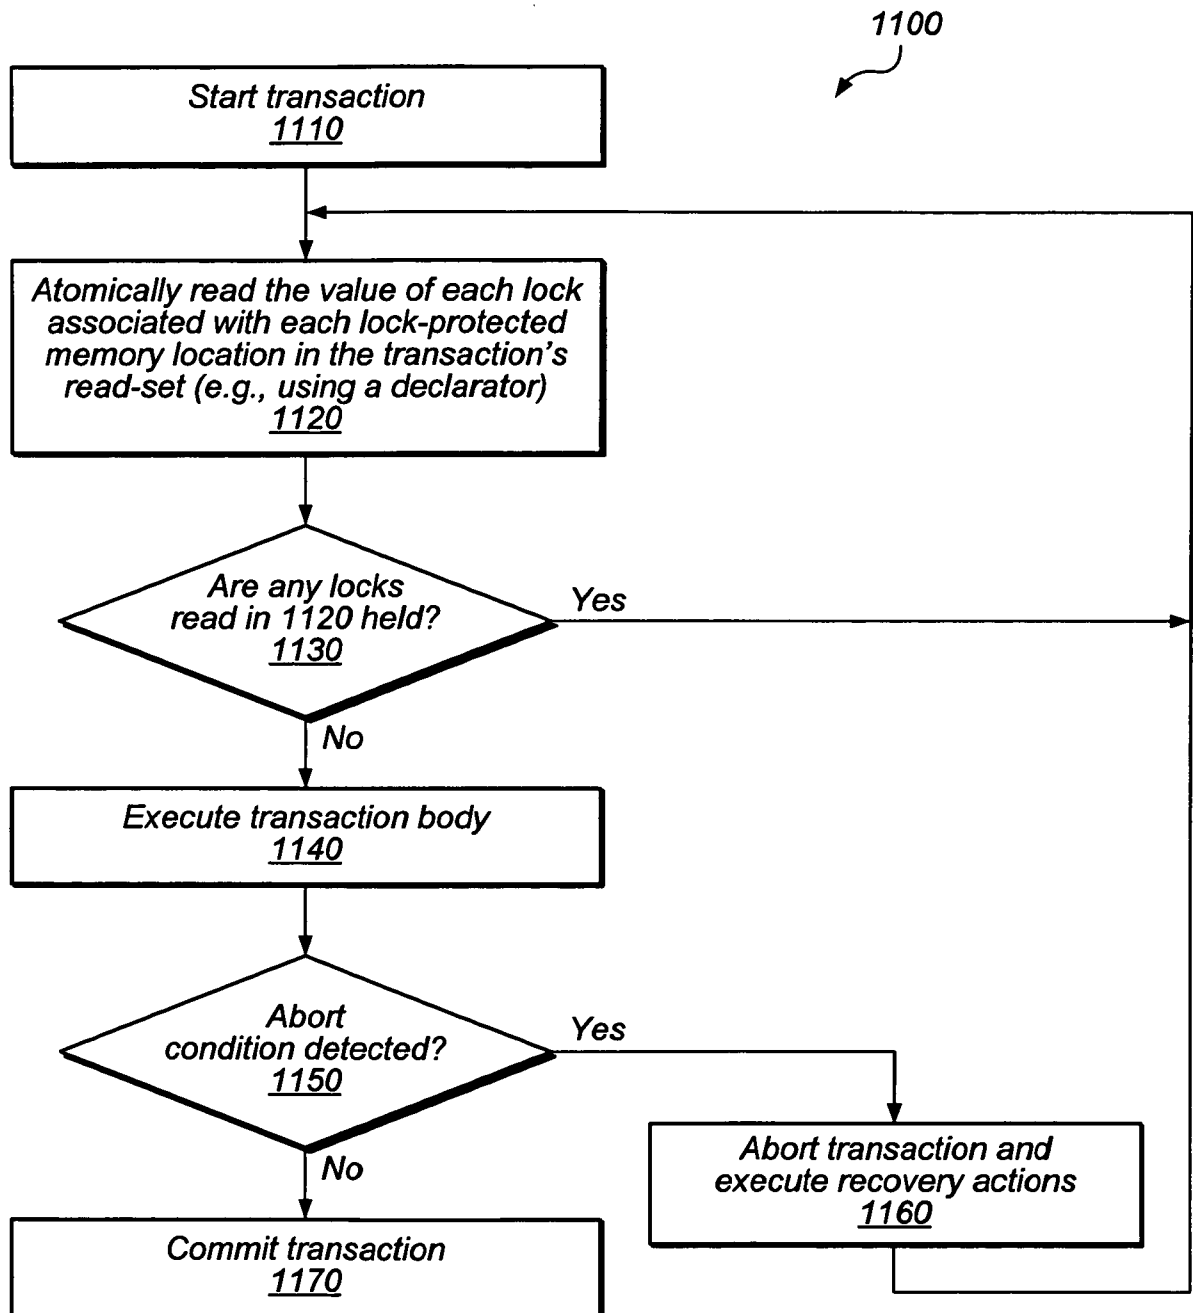 1100
Start transaction
1110
Atomically read the value of each lock
associated with each lock-protected
memory location in the transaction's
read-set (e.g., using a declarator)
1120
Are any locks
read in 1120 held?
1130
Yes
No
Execute transaction body
1140
Abort
condition detected?
1150
Yes
No
Abort transaction and
execute recovery actions
1160
Commit transaction
1170